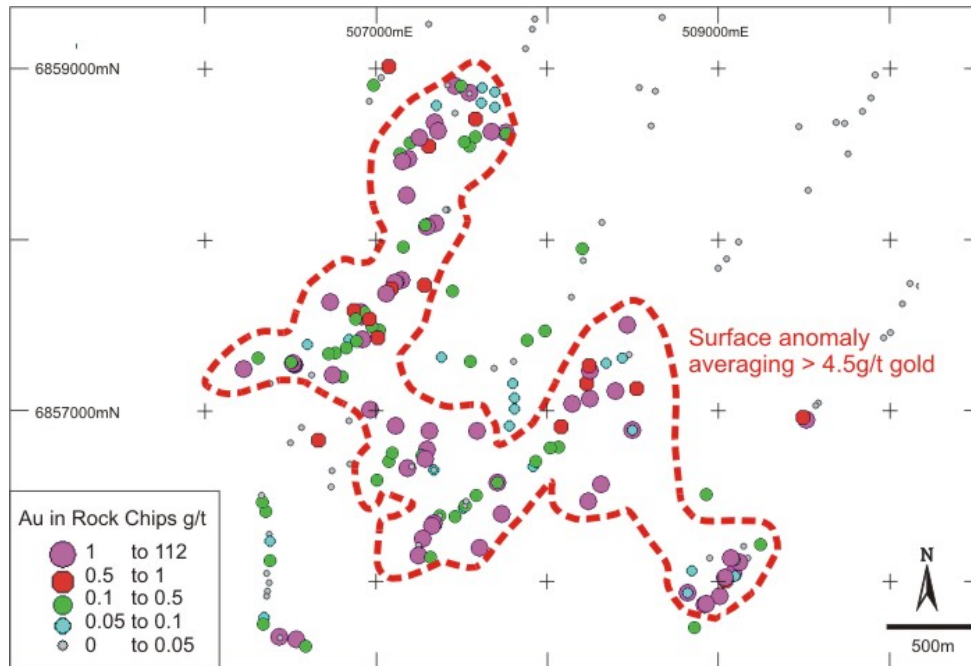 507000mE
509000mE
6859000mN
Surface anomaly
averaging > 4.5g/t gold
6857000mN
Au in Rock Chips g/t
1 to 112
0.5 to 1
0.1 to 0.5
0.05 to 0.1
0 to 0.05
N
500m